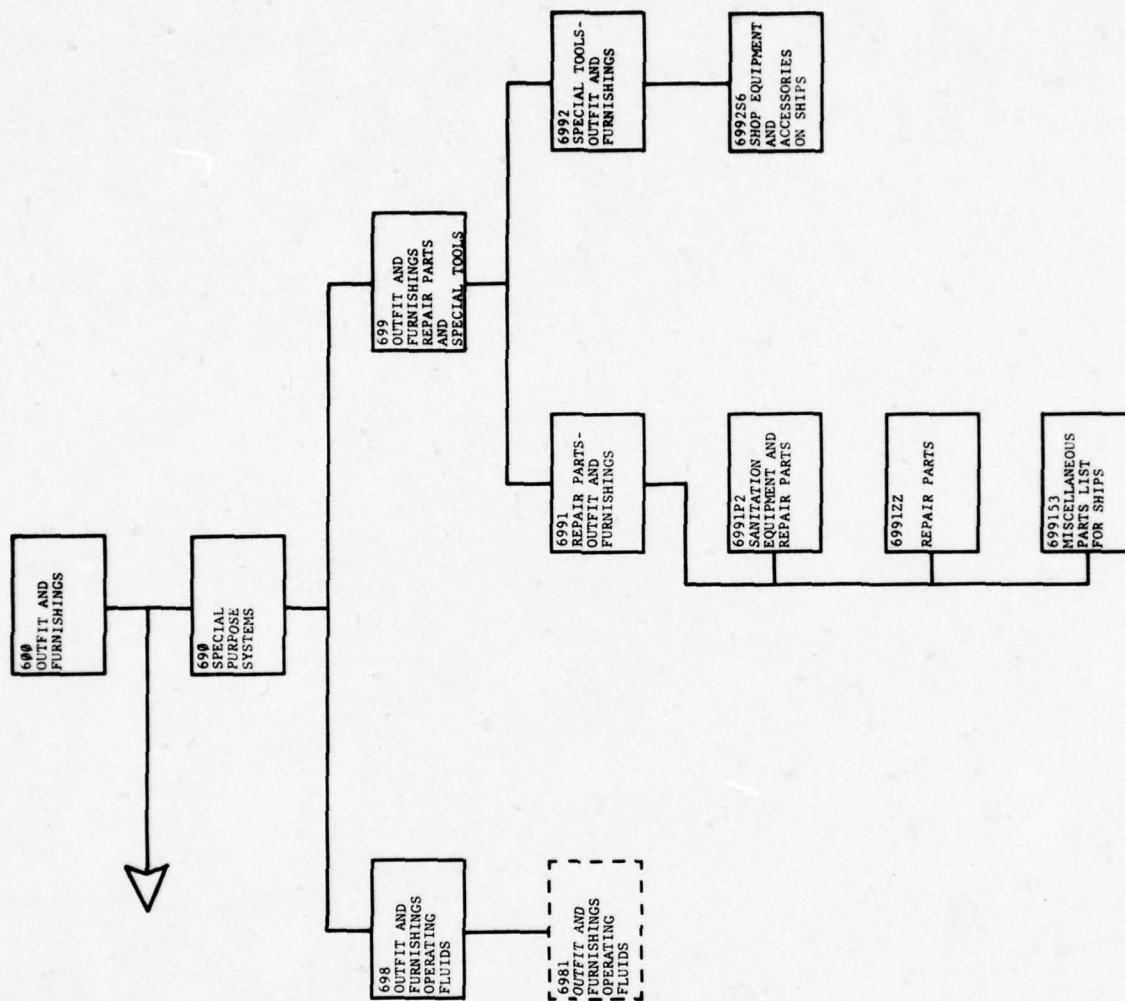 600
OUTFIT AND
FURNISHINGS
690
SPECIAL
PURPOSE
SYSTEMS
698
OUTFIT AND
FURNISHINGS
OPERATING
FLUIDS
699
OUTFIT AND
FURNISHINGS
REPAIR PARTS
AND
SPECIAL TOOLS
6981
OUTFIT AND
FURNISHINGS
OPERATING
FLUIDS
6991
REPAIR PARTS-
OUTFIT AND
FURNISHINGS
6992
SPECIAL TOOLS-
OUTFIT AND
FURNISHINGS
6991P2
SANITATION
EQUIPMENT AND
REPAIR PARTS
6992S6
SHOP EQUIPMENT
AND
ACCESSORIES
ON SHIPS
6991ZZ
REPAIR PARTS
6991S3
MISCELLANEOUS
PARTS LIST
FOR SHIPS